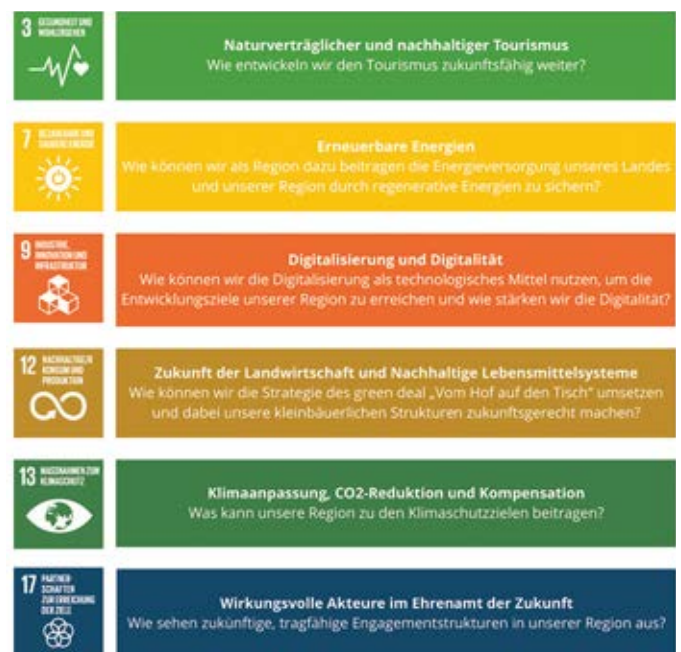 3 GESUNDHEIT UND
WOHLERGEHEN
Naturverträglicher und nachhaltiger Tourismus
Wie entwickeln wir den Tourismus zukunftsfähig weiter?
7 BEZAHLBARE UND
SAUBERE ENERGIE
Erneuerbare Energien
Wie können wir als Region dazu beitragen die Energieversorgung unseres Landes
und unserer Region durch regenerative Energien zu sichern?
9 INDUSTRIE,
INNOVATION UND
INFRASTRUKTUR
Digitalisierung und Digitalität
Wie können wir die Digitalisierung als technologisches Mittel nutzen, um die
Entwicklungsziele unserer Region zu erreichen und wie stärken wir die Digitalität?
12 NACHHALTIGE/R
KONSUM UND
PRODUKTION
Zukunft der Landwirtschaft und Nachhaltige Lebensmittelsysteme
Wie können wir die Strategie des green deal „Vom Hof auf den Tisch“ umsetzen
und dabei unsere kleinbäuerlichen Strukturen zukunftsgerecht machen?
13 MASSNAHMEN ZUM
KLIMASCHUTZ
Klimaanpassung, CO2-Reduktion und Kompensation
Was kann unsere Region zu den Klimaschutzzielen beitragen?
17 PARTNER-
SCHAFTEN
ZUR ERREICHUNG
DER ZIELE
Wirkungsvolle Akteure im Ehrenamt der Zukunft
Wie sehen zukünftige, tragfähige Engagementstrukturen in unserer Region aus?